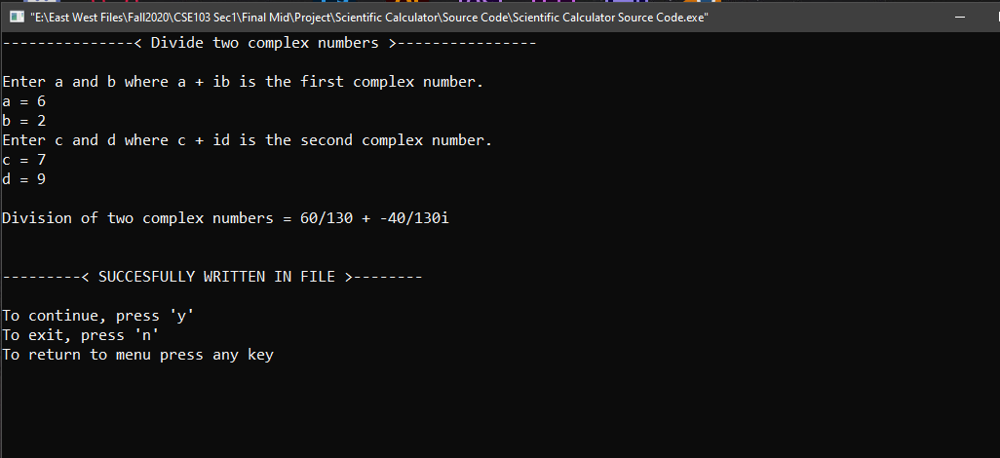 "E:\East West Files\Fall2020\CSE103 Sec1\Final Mid\Project\Scientific Calculator\Source Code\Scientific Calculator Source Code.exe"
---------------< Divide two complex numbers >----------------
Enter a and b where a + ib is the first complex number.
a = 6
b = 2
Enter c and d where c + id is the second complex number.
c = 7
d = 9
Division of two complex numbers = 60/130 + -40/130i
---------< SUCCESFULLY WRITTEN IN FILE >--------
To continue, press 'y'
To exit, press 'n'
To return to menu press any key